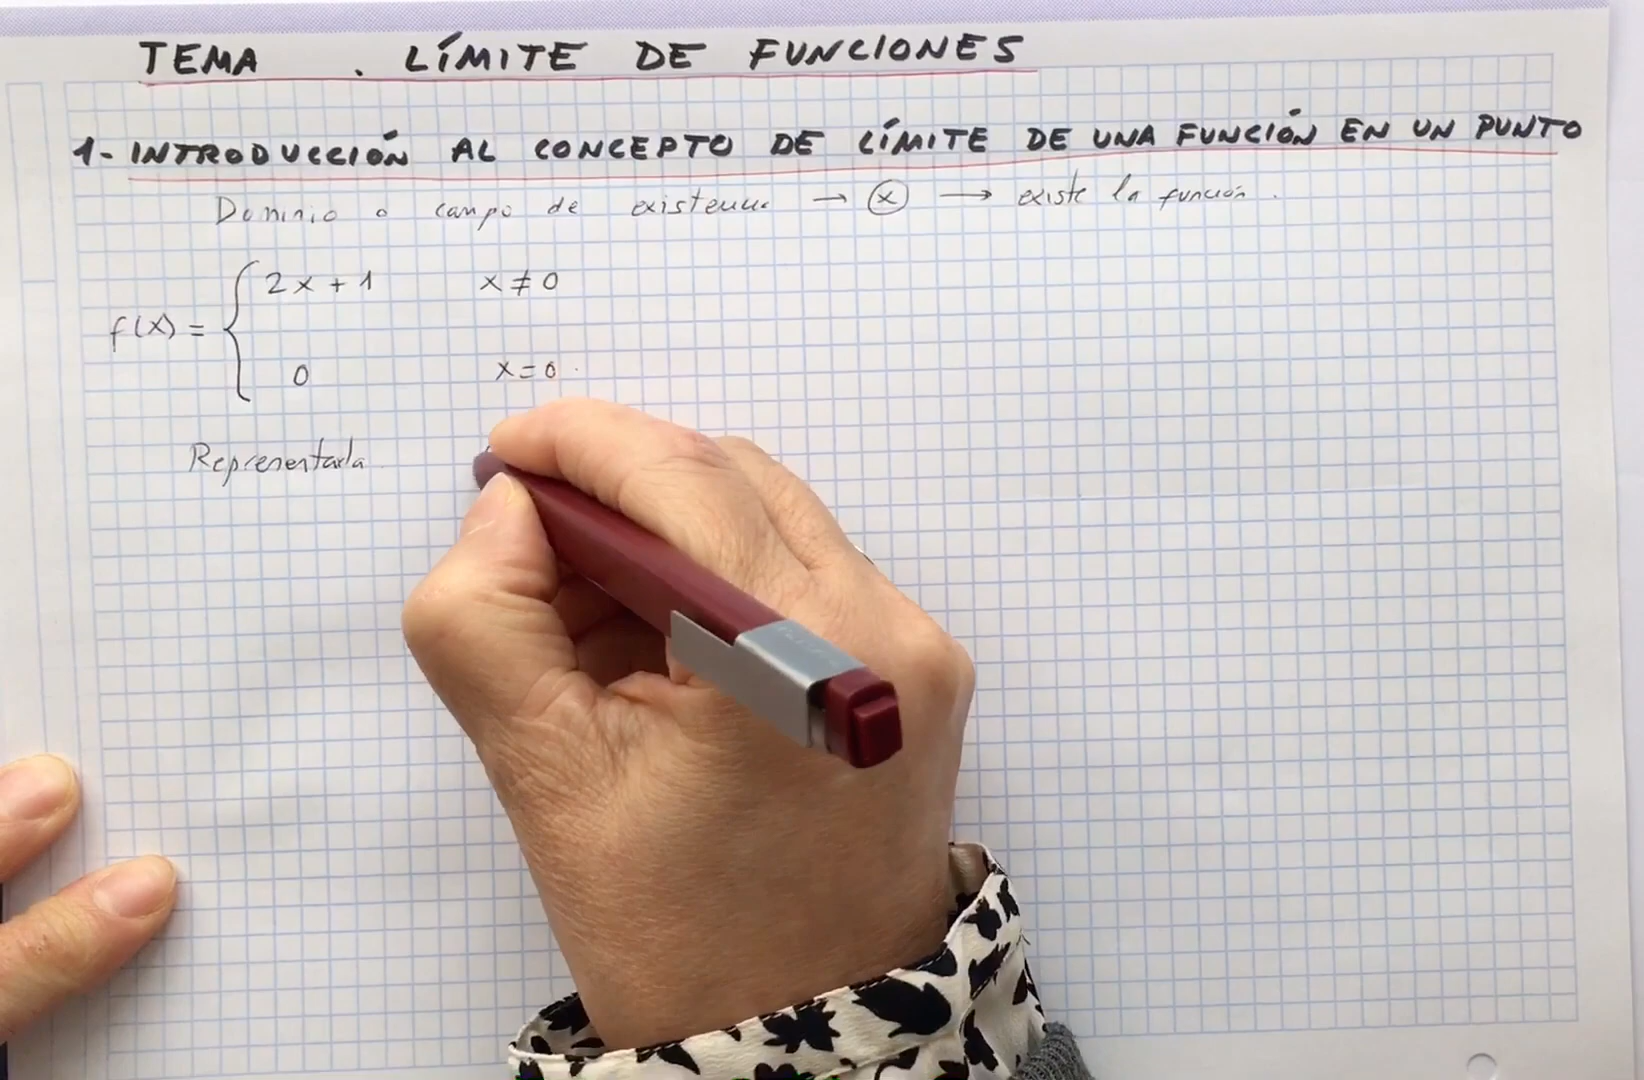 TEMA . LÍMITE DE FUNCIONES
1- INTRODUCCIÓN AL CONCEPTO DE LÍMITE DE UNA FUNCIÓN EN UN PUNTO
Dominio o campo de existencia → ⓧ → existe la función.
f(x) = { 2x+1 x ≠ 0
0 x = 0.
Representarla